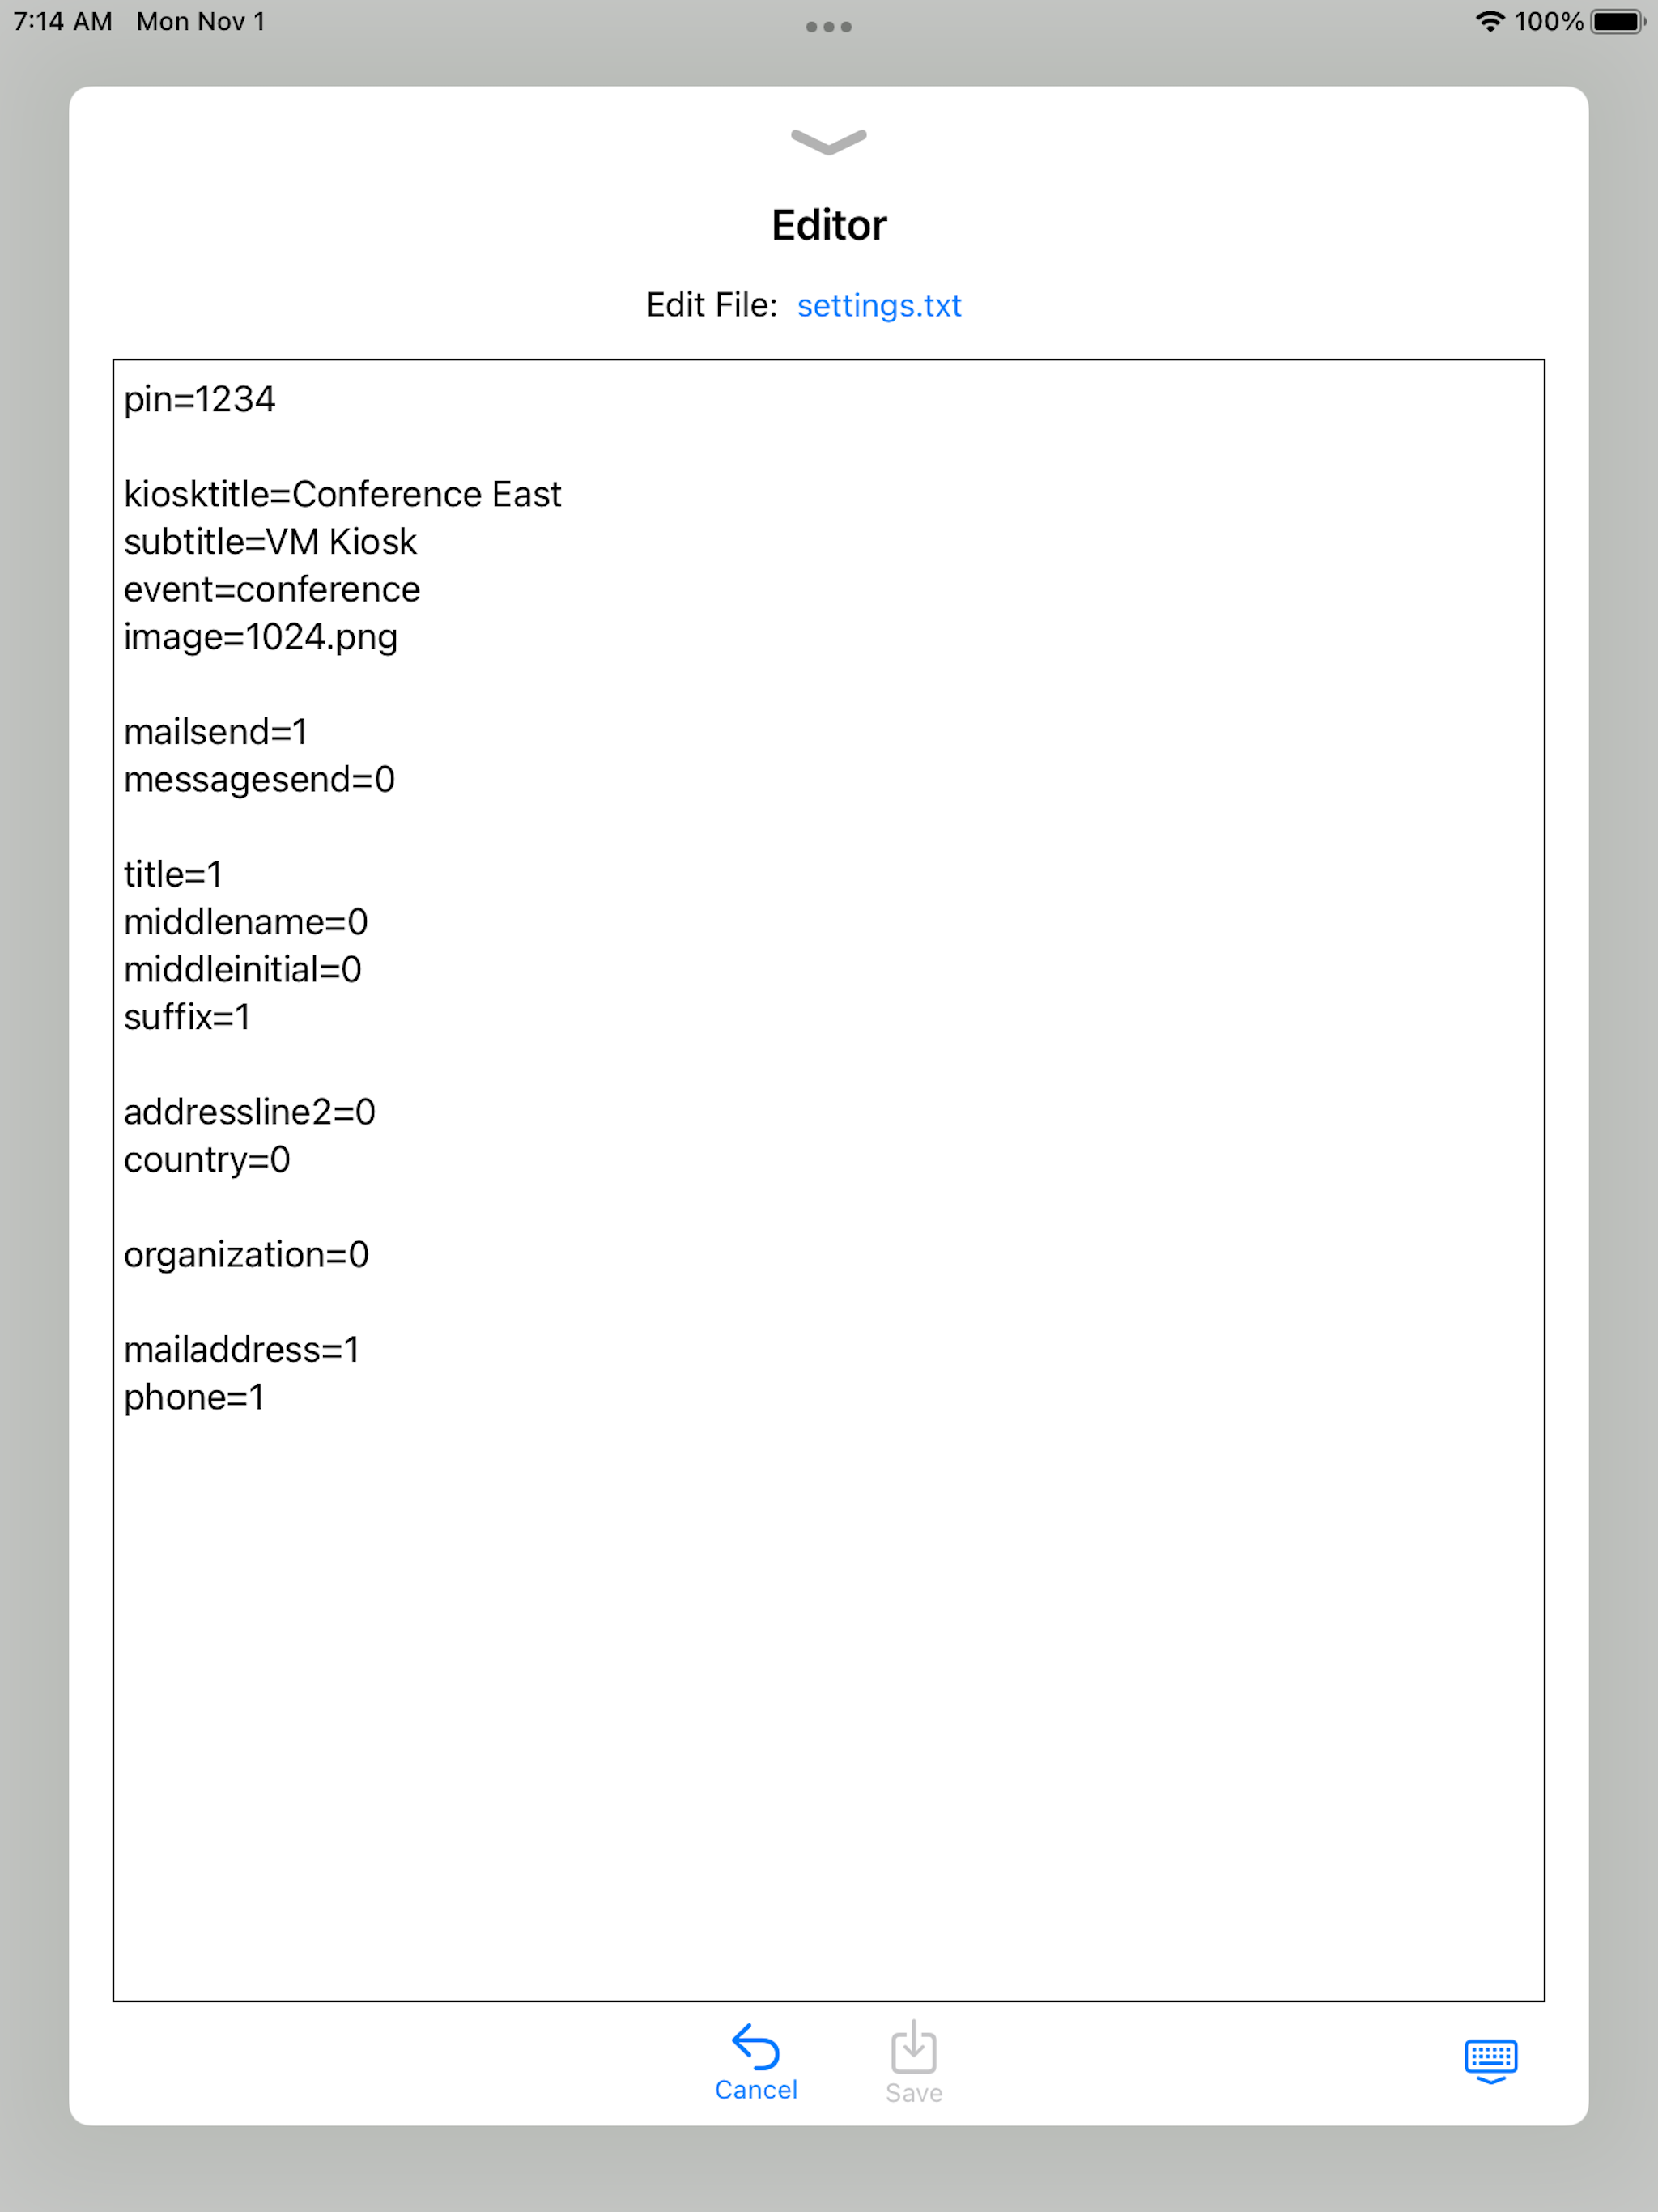 7:14 AM Mon Nov 1 100%
Editor
Edit File: settings.txt
pin=1234
kiosktitle=Conference East
subtitle=VM Kiosk
event=conference
image=1024.png
mailsend=1
messagesend=0
title=1
middlename=0
middleinitial=0
suffix=1
addressline2=0
country=0
organization=0
mailaddress=1
phone=1
Cancel Save